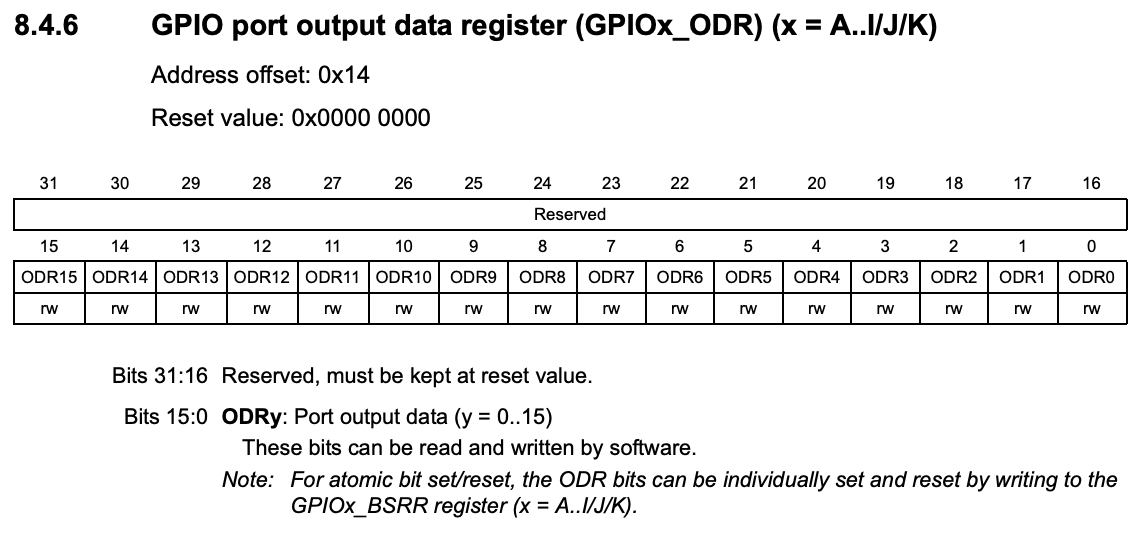 8.4.6 GPIO port output data register (GPIOx_ODR) (x = A..I/J/K)
Address offset: 0x14
Reset value: 0x0000 0000
31 30 29 28 27 26 25 24 23 22 21 20 19 18 17 16
Reserved
15 14 13 12 11 10 9 8 7 6 5 4 3 2 1 0
ODR15 ODR14 ODR13 ODR12 ODR11 ODR10 ODR9 ODR8 ODR7 ODR6 ODR5 ODR4 ODR3 ODR2 ODR1 ODR0
rw rw rw rw rw rw rw rw rw rw rw rw rw rw rw rw
Bits 31:16 Reserved, must be kept at reset value.
Bits 15:0 ODRy: Port output data (y = 0..15)
These bits can be read and written by software.
Note: For atomic bit set/reset, the ODR bits can be individually set and reset by writing to the
GPIOx_BSRR register (x = A..I/J/K).